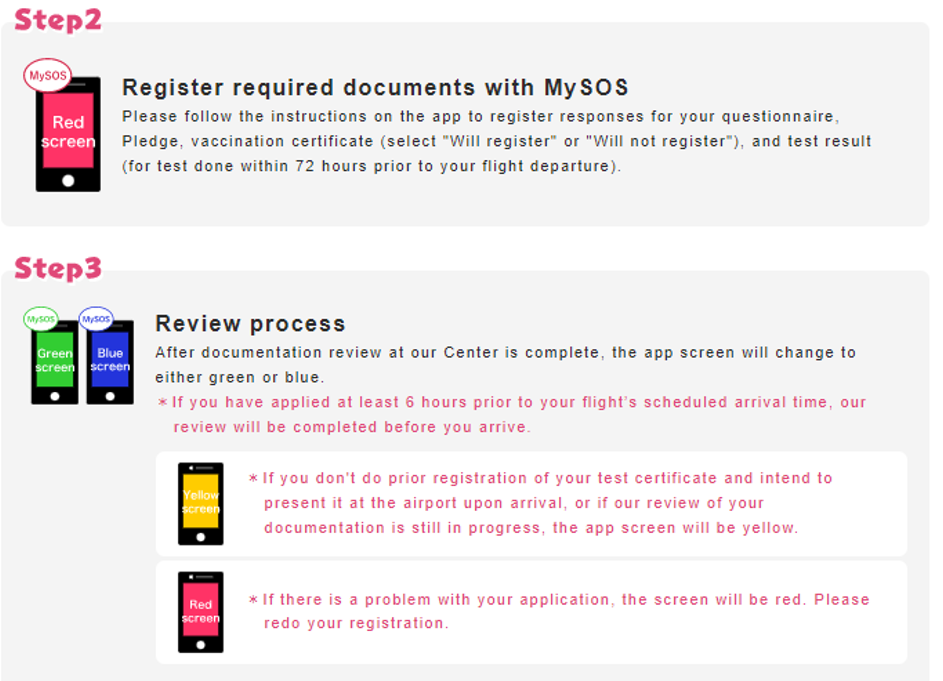 Step2
MySOS
Red
screen
Register required documents with MySOS
Please follow the instructions on the app to register responses for your questionnaire,
Pledge, vaccination certificate (select "Will register" or "Will not register"), and test result
(for test done within 72 hours prior to your flight departure).
Step3
MySOS
MySOS
Green
screen
Blue
screen
Review process
After documentation review at our Center is complete, the app screen will change to
either green or blue.
*If you have applied at least 6 hours prior to your flight’s scheduled arrival time, our
review will be completed before you arrive.
Yellow
screen
*If you don't do prior registration of your test certificate and intend to
present it at the airport upon arrival, or if our review of your
documentation is still in progress, the app screen will be yellow.
Red
screen
*If there is a problem with your application, the screen will be red. Please
redo your registration.